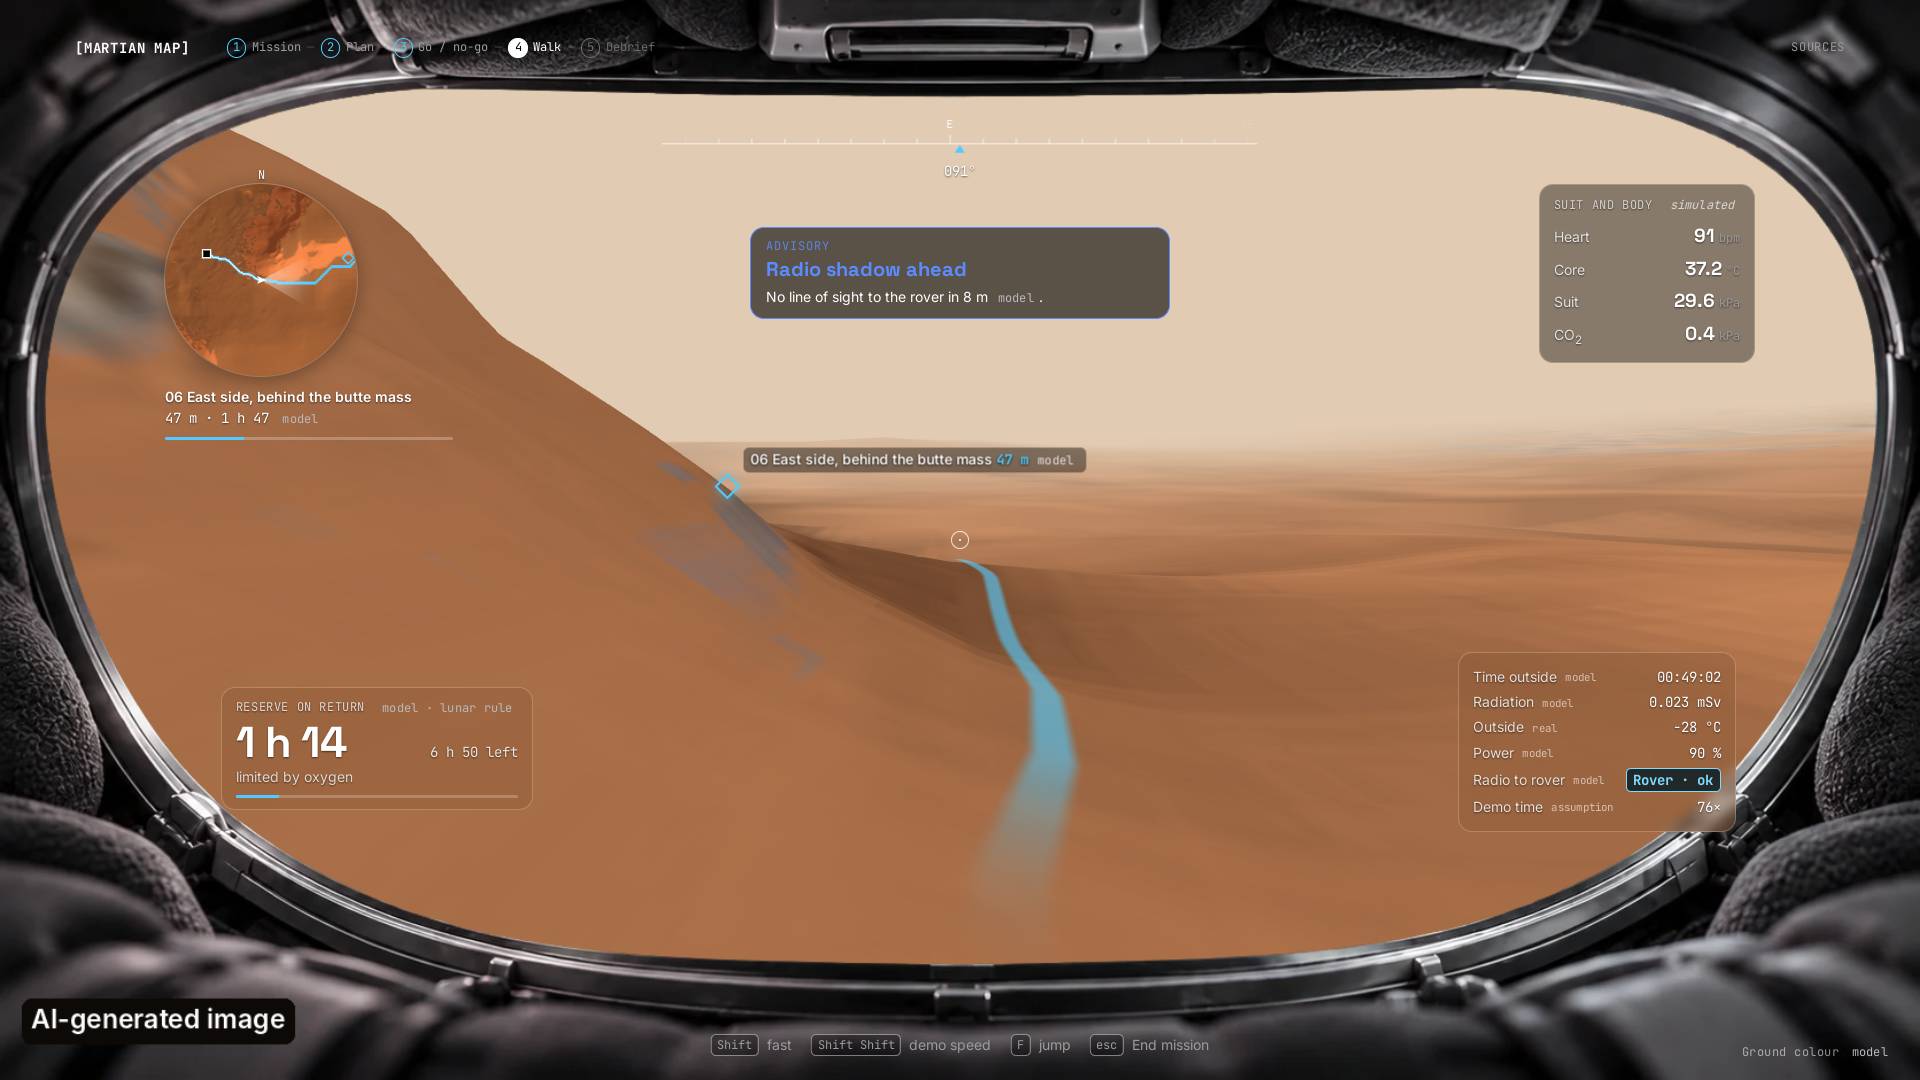 [MARTIAN MAP] 1 Mission 2 Plan 3 Go / no-go 4 Walk 5 Debrief
SOURCES
E
091°
N
06 East side, behind the butte mass
47 m · 1 h 47 model
ADVISORY
Radio shadow ahead
No line of sight to the rover in 8 m model .
SUIT AND BODY simulated
Heart 91 bpm
Core 37.2 °C
Suit 29.6 kPa
CO2 0.4 kPa
06 East side, behind the butte mass 47 m model
RESERVE ON RETURN model · lunar rule
1 h 14 6 h 50 left
limited by oxygen
Time outside model 00:49:02
Radiation model 0.023 mSv
Outside real -28 °C
Power model 90 %
Radio to rover model Rover · ok
Demo time assumption 76×
AI-generated image
Shift fast Shift Shift demo speed F jump esc End mission
Ground colour model